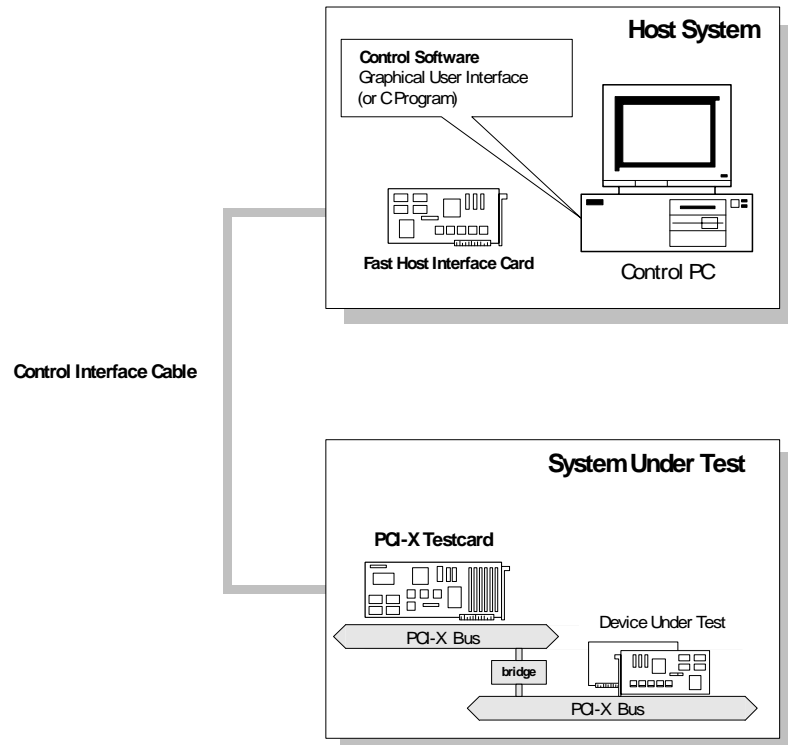 Host System
Control Software
Graphical User Interface
(or C Program)
Fast Host Interface Card
Control PC
Control Interface Cable
System Under Test
PCI-X Testcard
PCI-X Bus
Device Under Test
bridge
PCI-X Bus